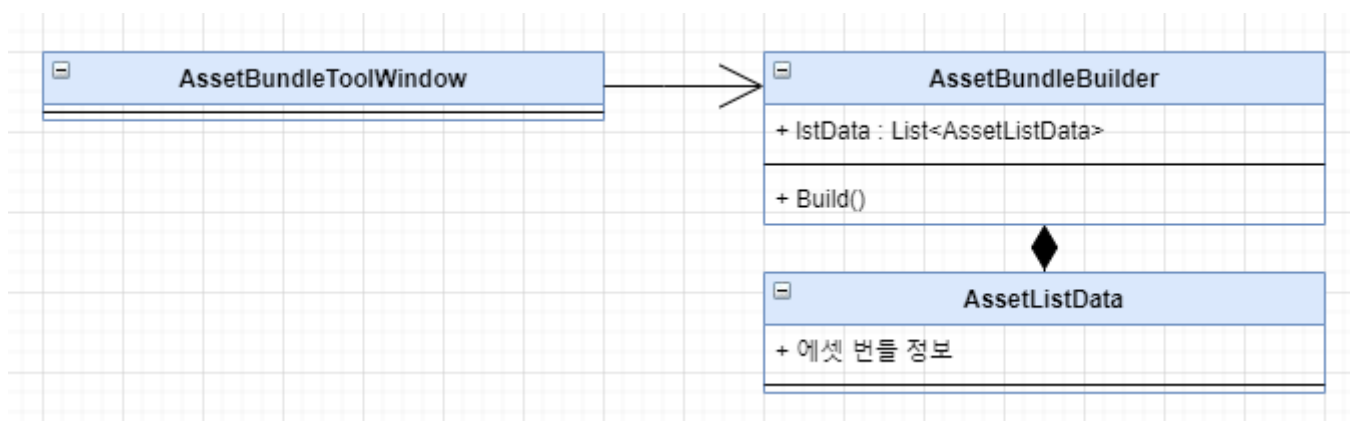 AssetBundleToolWindow
AssetBundleBuilder
+ lstData : List<AssetListData>
+ Build()
AssetListData
+ 에셋 번들 정보